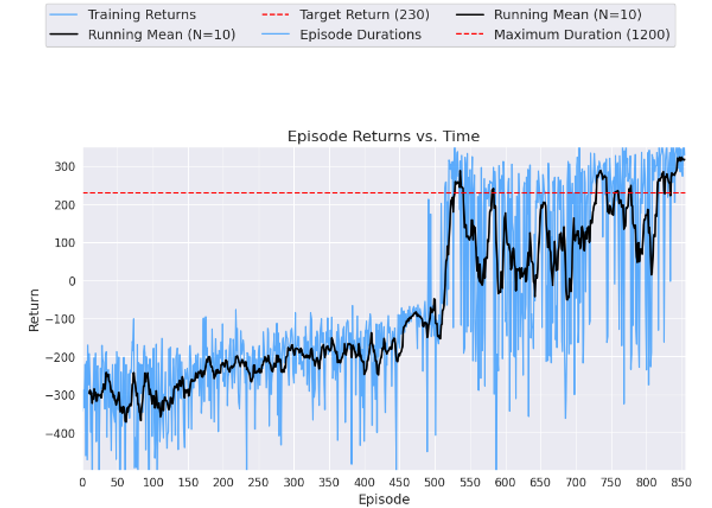 Training Returns Target Return (230) Running Mean (N=10)
Running Mean (N=10) Episode Durations Maximum Duration (1200)
Episode Returns vs. Time
Return
300
200
100
0
−100
−200
−300
−400
0 50 100 150 200 250 300 350 400 450 500 550 600 650 700 750 800 850
Episode